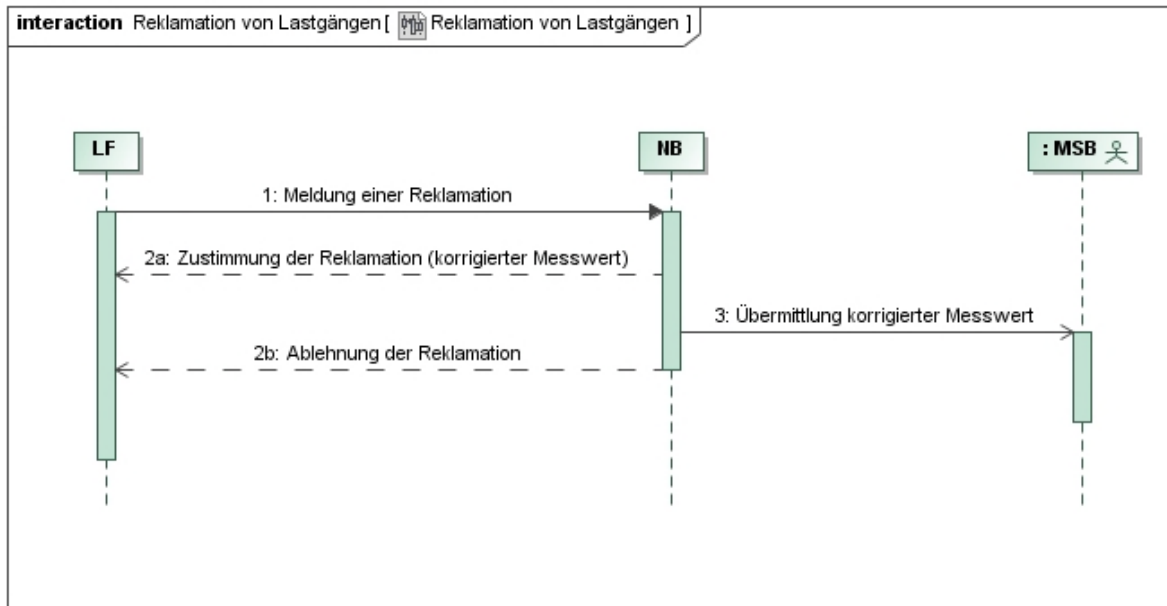 interaction Reklamation von Lastgängen [ Reklamation von Lastgängen ]
LF
NB
: MSB
1: Meldung einer Reklamation
2a: Zustimmung der Reklamation (korrigierter Messwert)
3: Übermittlung korrigierter Messwert
2b: Ablehnung der Reklamation